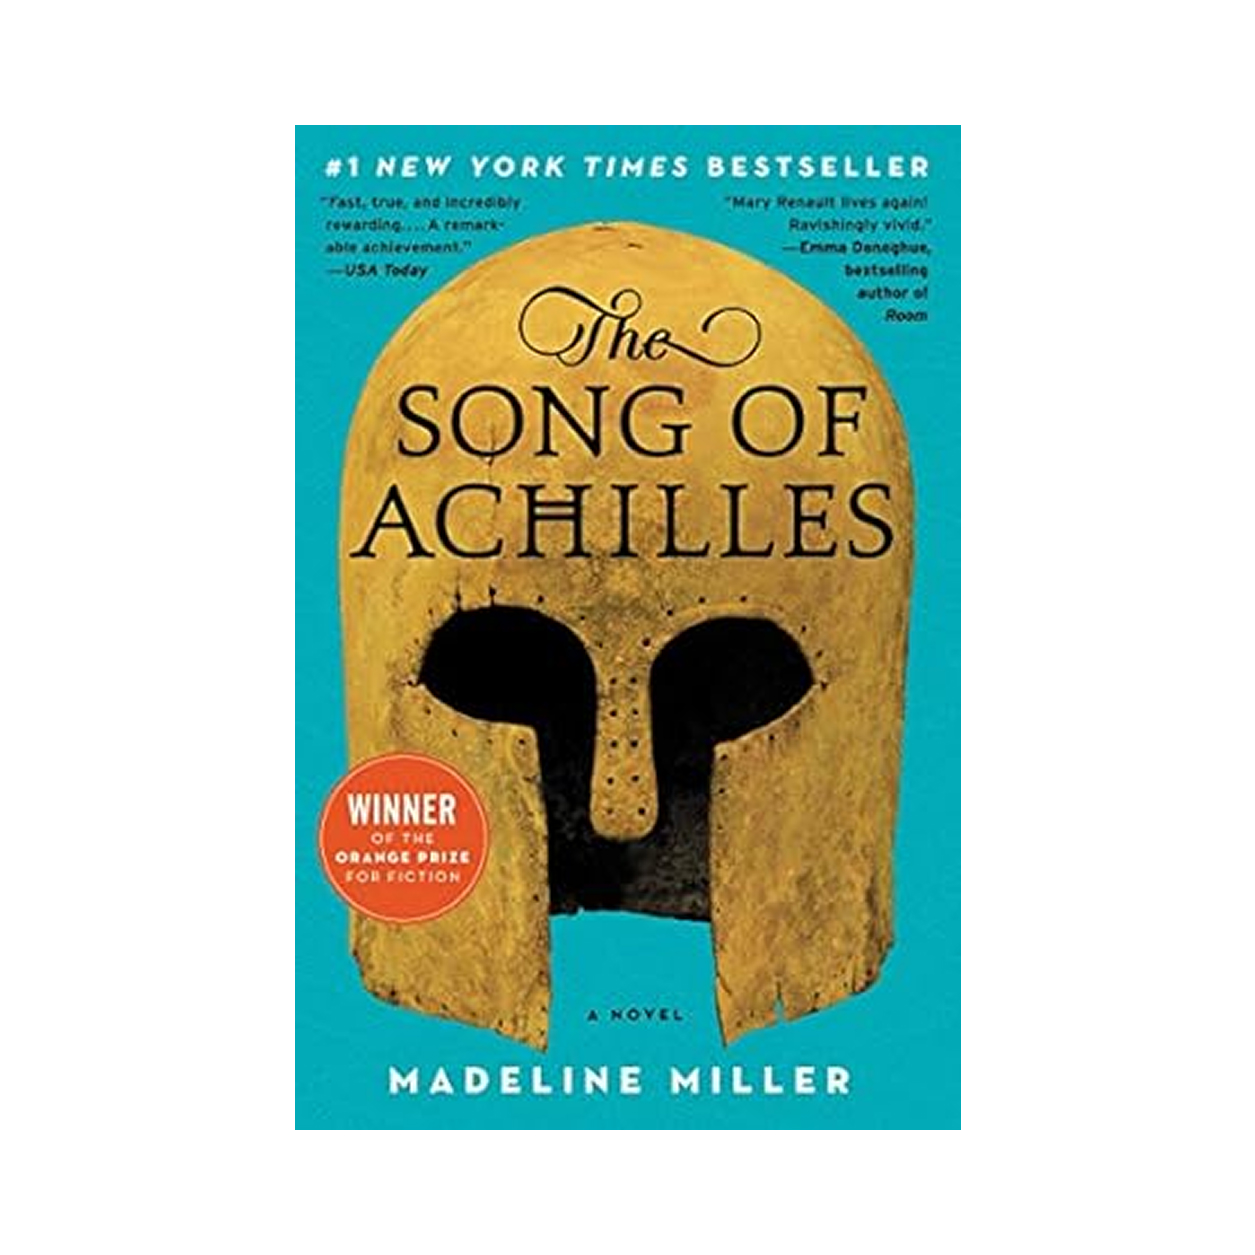 #1 NEW YORK TIMES BESTSELLER
"Fast, true, and incredibly
rewarding.... A remark-
able achievement."
—USA Today
"Mary Renault lives again!
Ravishingly vivid."
—Emma Donoghue,
bestselling
author of
Room
The
SONG OF
ACHILLES
WINNER
OF THE
ORANGE PRIZE
FOR FICTION
A NOVEL
MADELINE MILLER